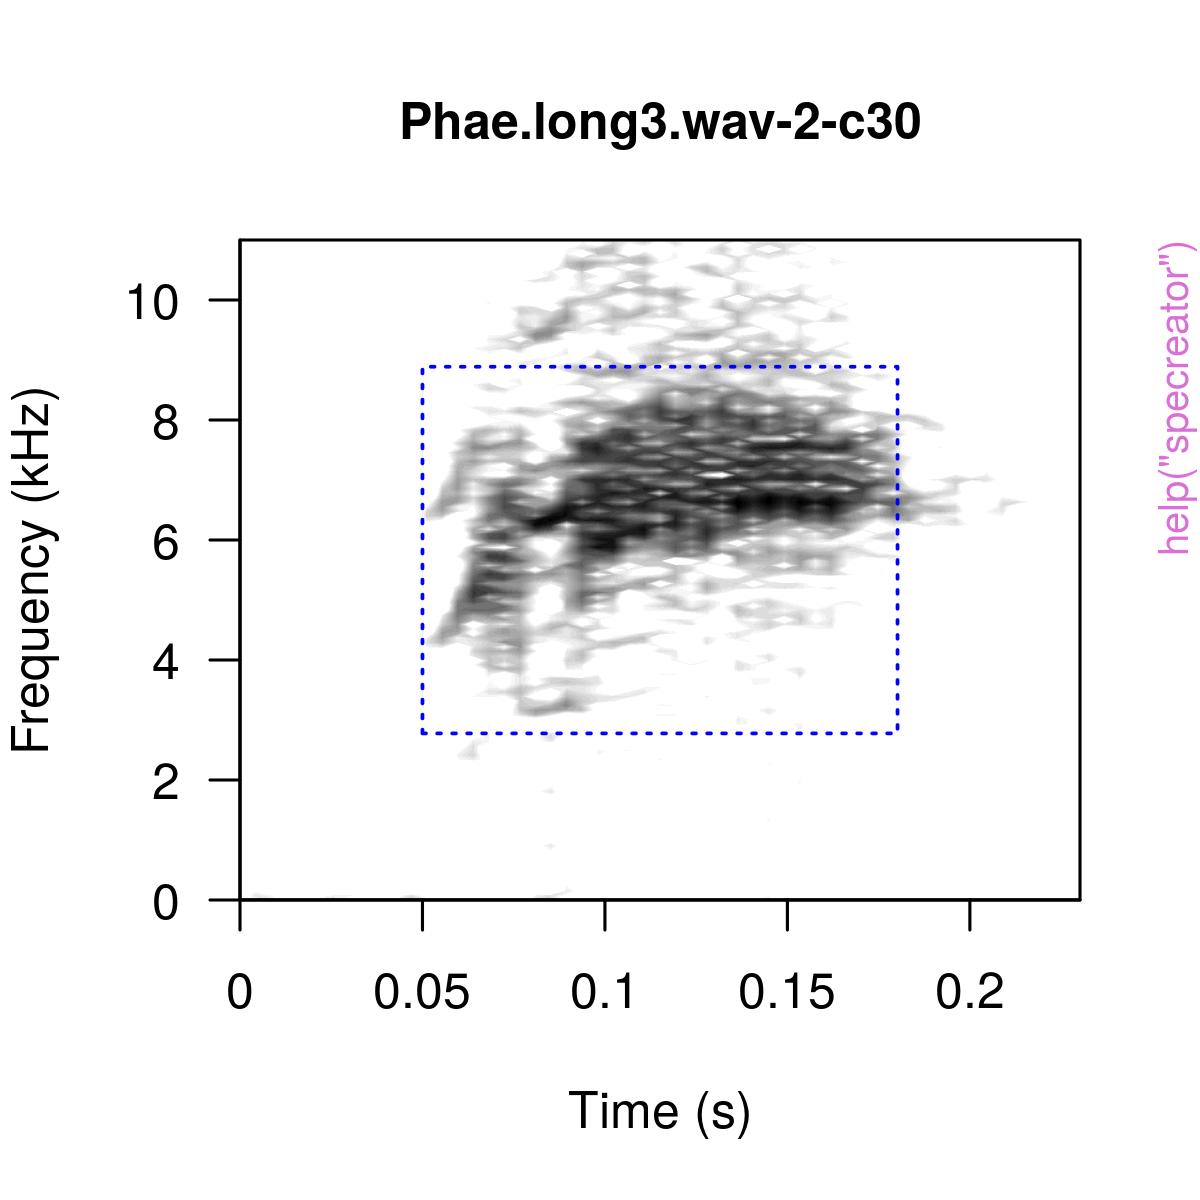 Phae.long3.wav-2-c30
help("specreator")
Frequency (kHz)
10
8
6
4
2
0
0 0.05 0.1 0.15 0.2
Time (s)